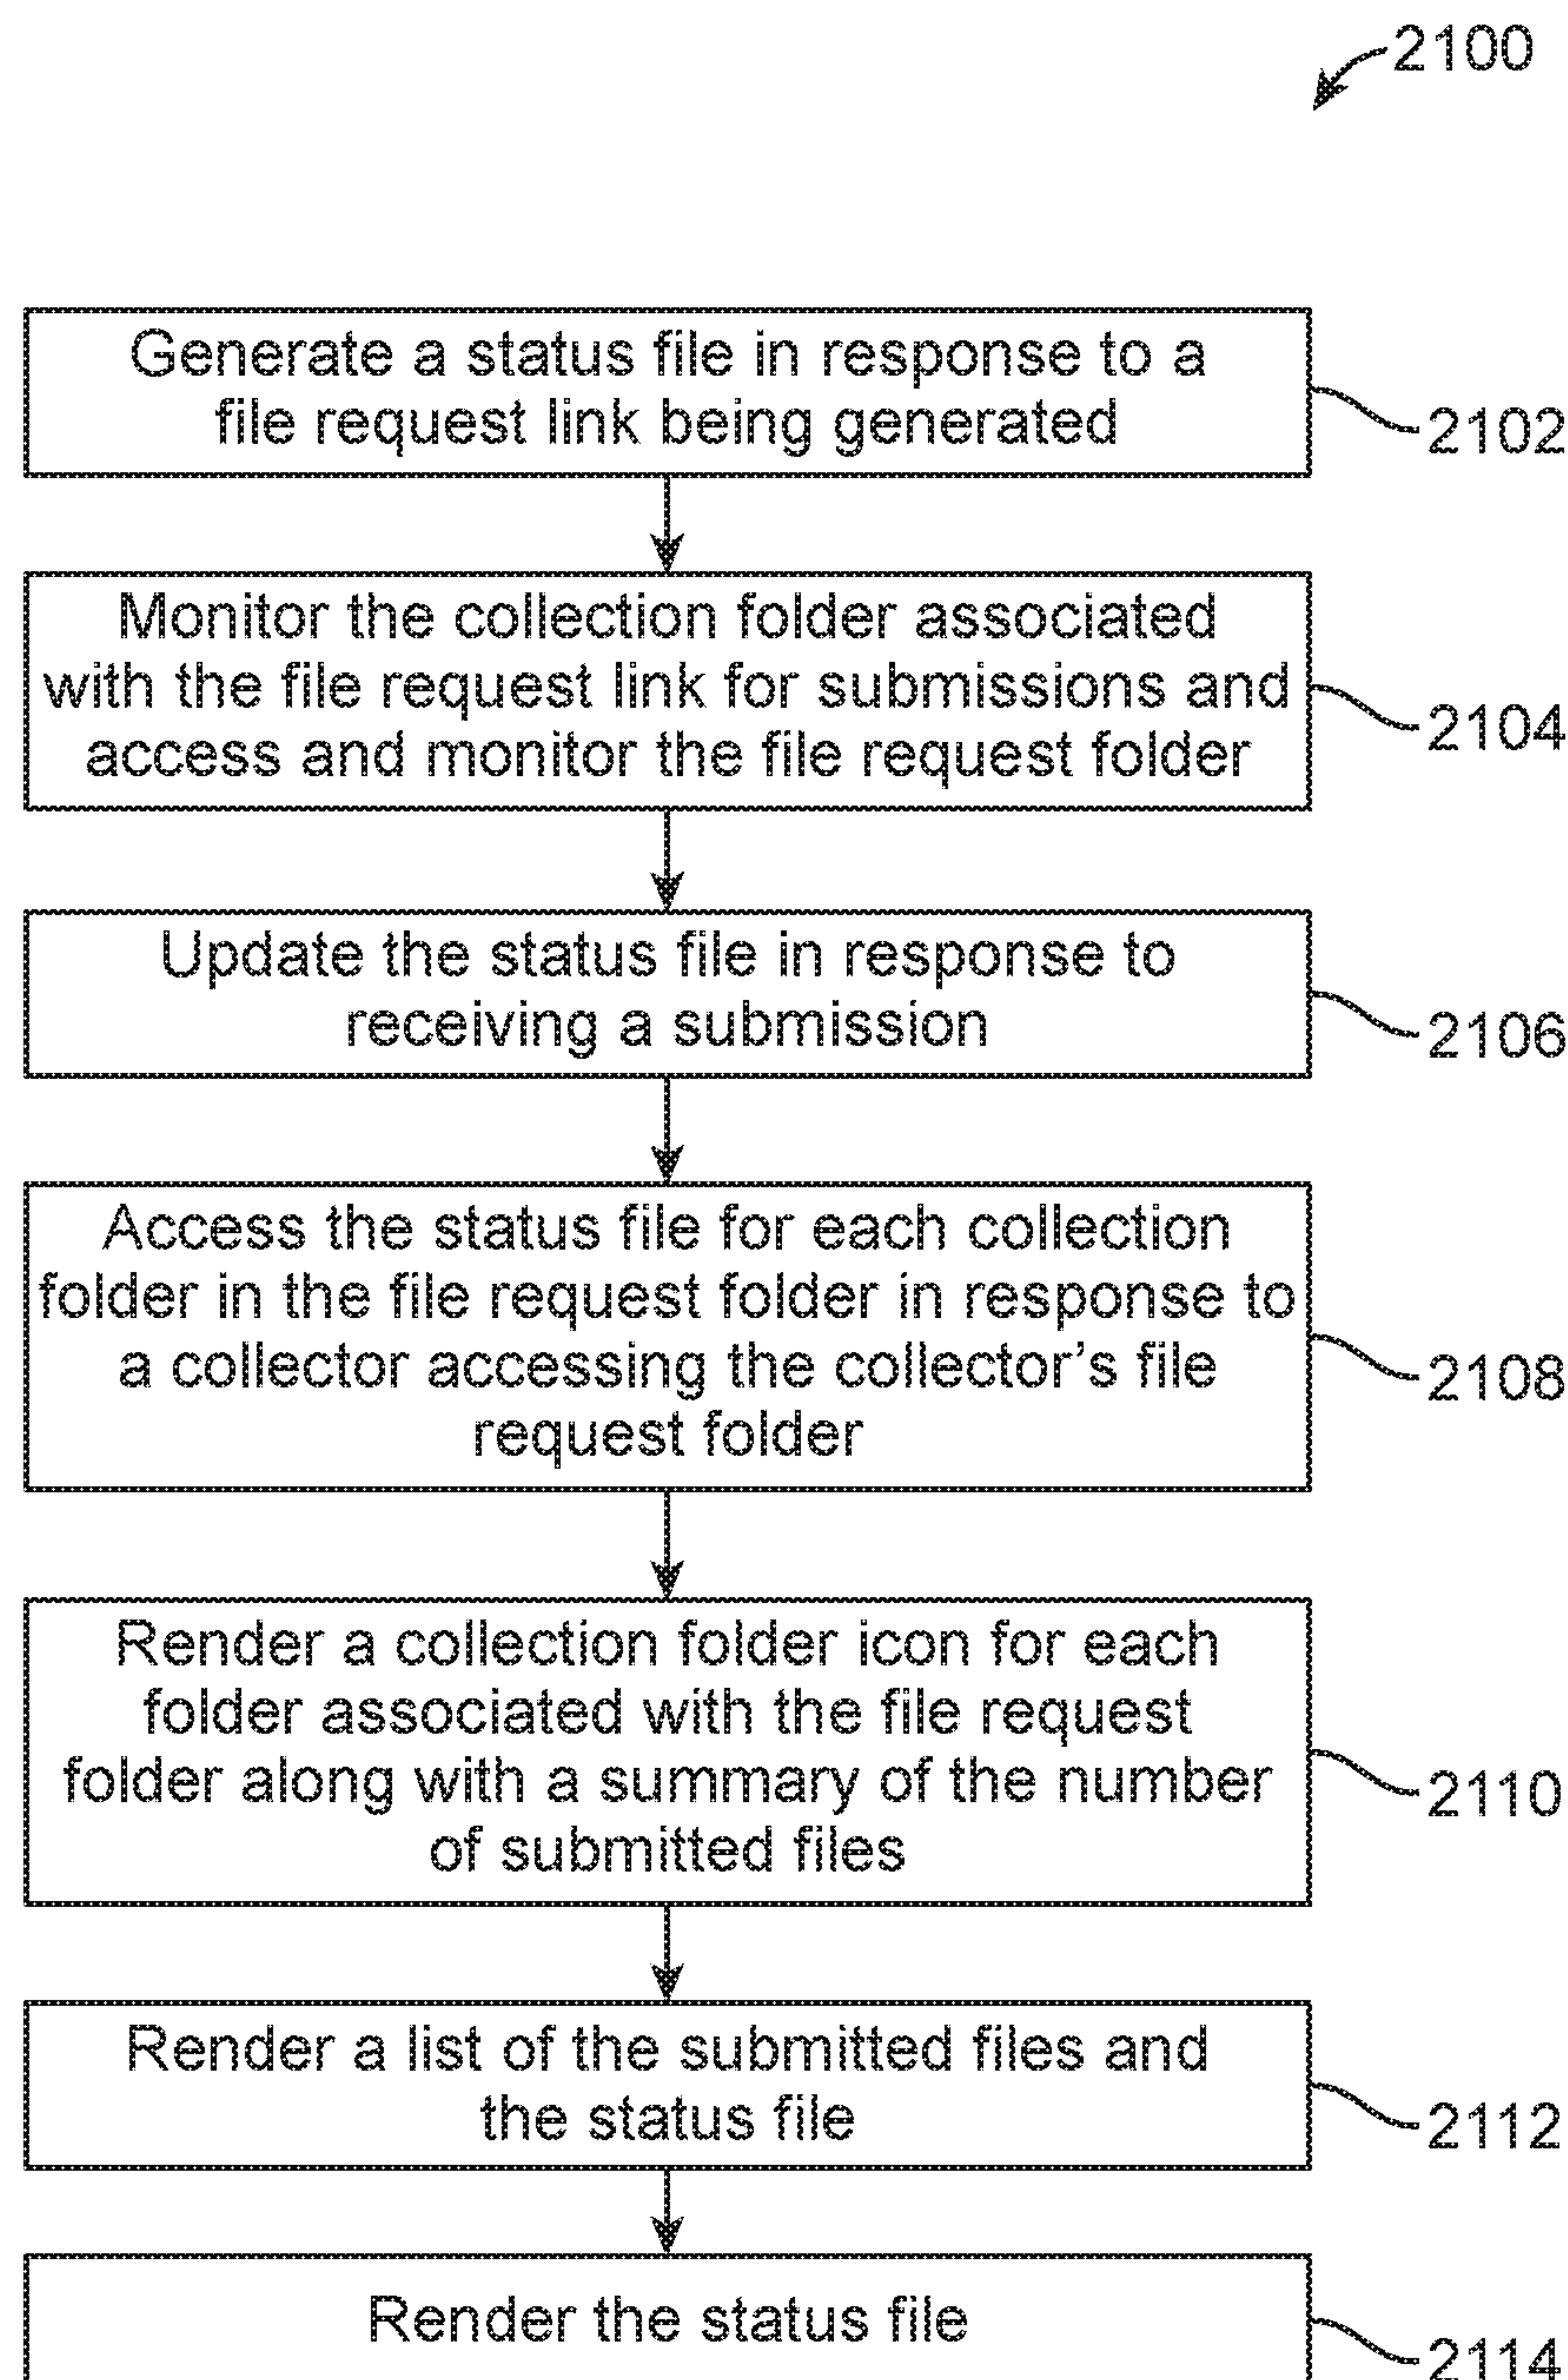 2100
Generate a status file in response to a
file request link being generated
2102
Monitor the collection folder associated
with the file request link for submissions and
access and monitor the file request folder
2104
Update the status file in response to
receiving a submission
2106
Access the status file for each collection
folder in the file request folder in response to
a collector accessing the collector's file
request folder
2108
Render a collection folder icon for each
folder associated with the file request
folder along with a summary of the number
of submitted files
2110
Render a list of the submitted files and
the status file
2112
Render the status file
2114